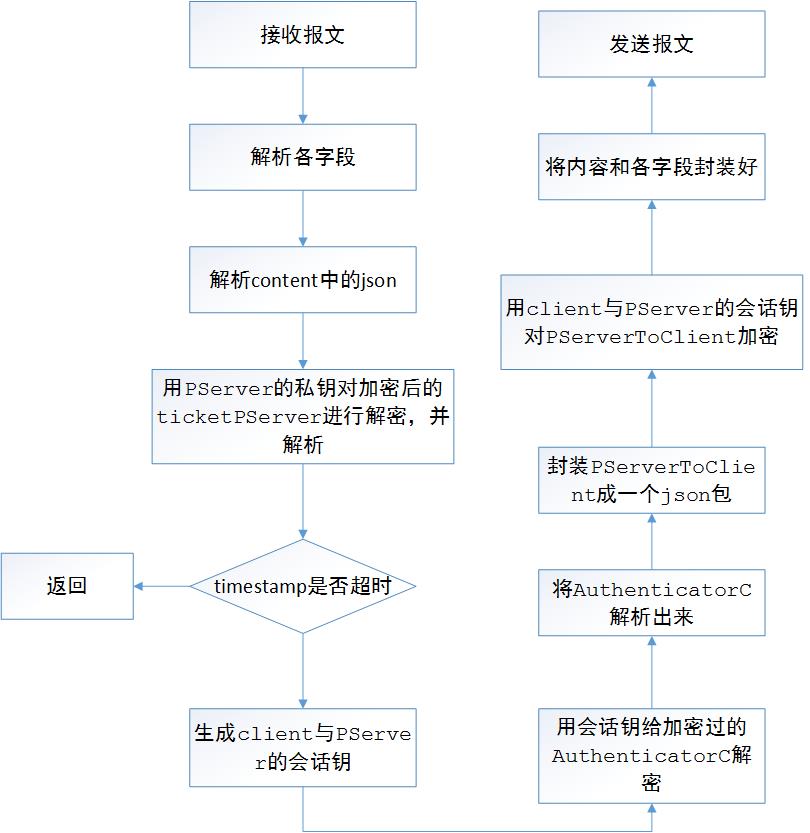 接收报文
解析各字段
解析content中的json
用PServer的私钥对加密后的
ticketPServer进行解密，并
解析
timestamp是否超时
返回
生成client与PServe
r的会话钥
用会话钥给加密过的
AuthenticatorC解
密
将AuthenticatorC
解析出来
封装PServerToClie
nt成一个json包
用client与PServer的会话钥
对PServerToClient加密
将内容和各字段封装好
发送报文